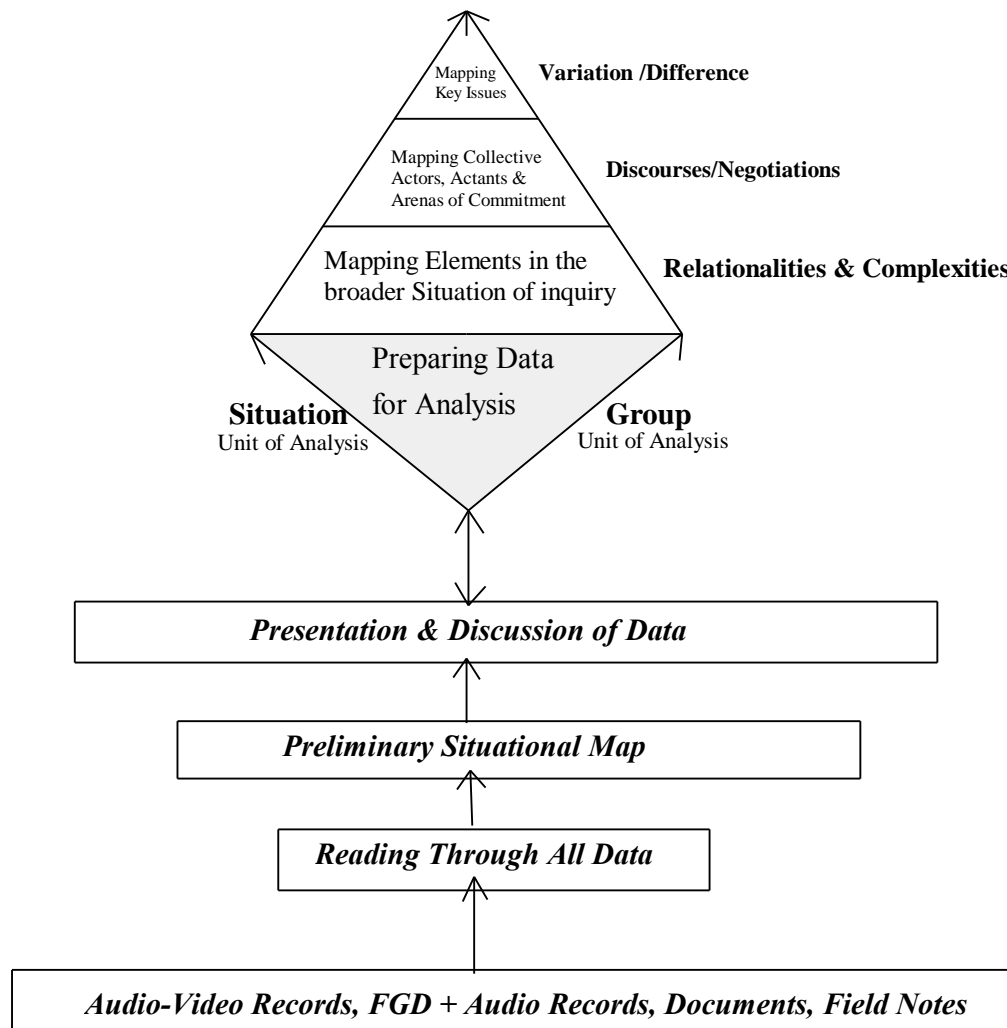 Mapping
Key Issues
Variation /Difference
Mapping Collective
Actors, Actants &
Arenas of Commitment
Discourses/Negotiations
Mapping Elements in the
broader Situation of inquiry
Relationalities & Complexities
Preparing Data
for Analysis
Situation
Unit of Analysis
Group
Unit of Analysis
Presentation & Discussion of Data
Preliminary Situational Map
Reading Through All Data
Audio-Video Records, FGD + Audio Records, Documents, Field Notes